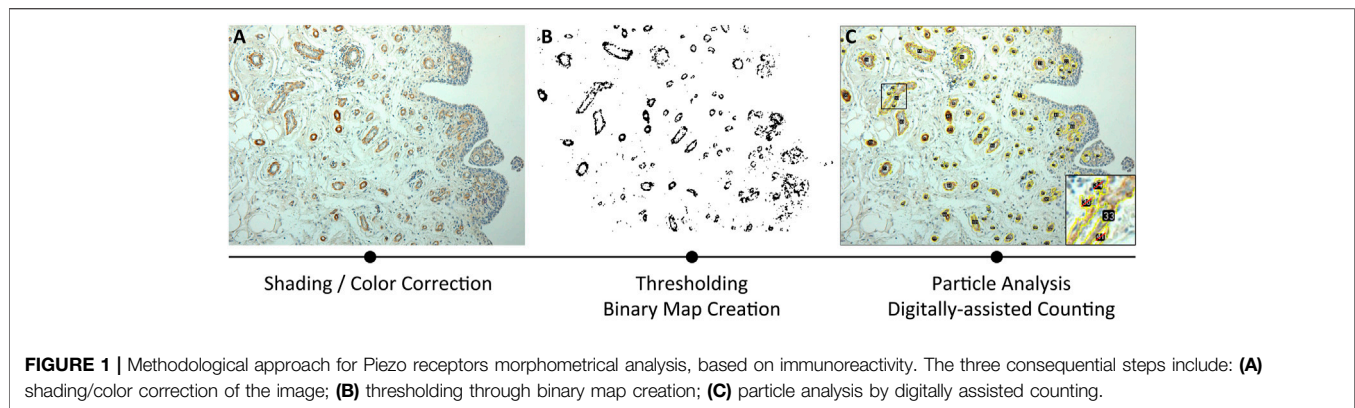 A
B
C
33
Shading / Color Correction
Thresholding
Binary Map Creation
Particle Analysis
Digitally-assisted Counting
FIGURE 1 | Methodological approach for Piezo receptors morphometrical analysis, based on immunoreactivity. The three consequential steps include: (A)
shading/color correction of the image; (B) thresholding through binary map creation; (C) particle analysis by digitally assisted counting.